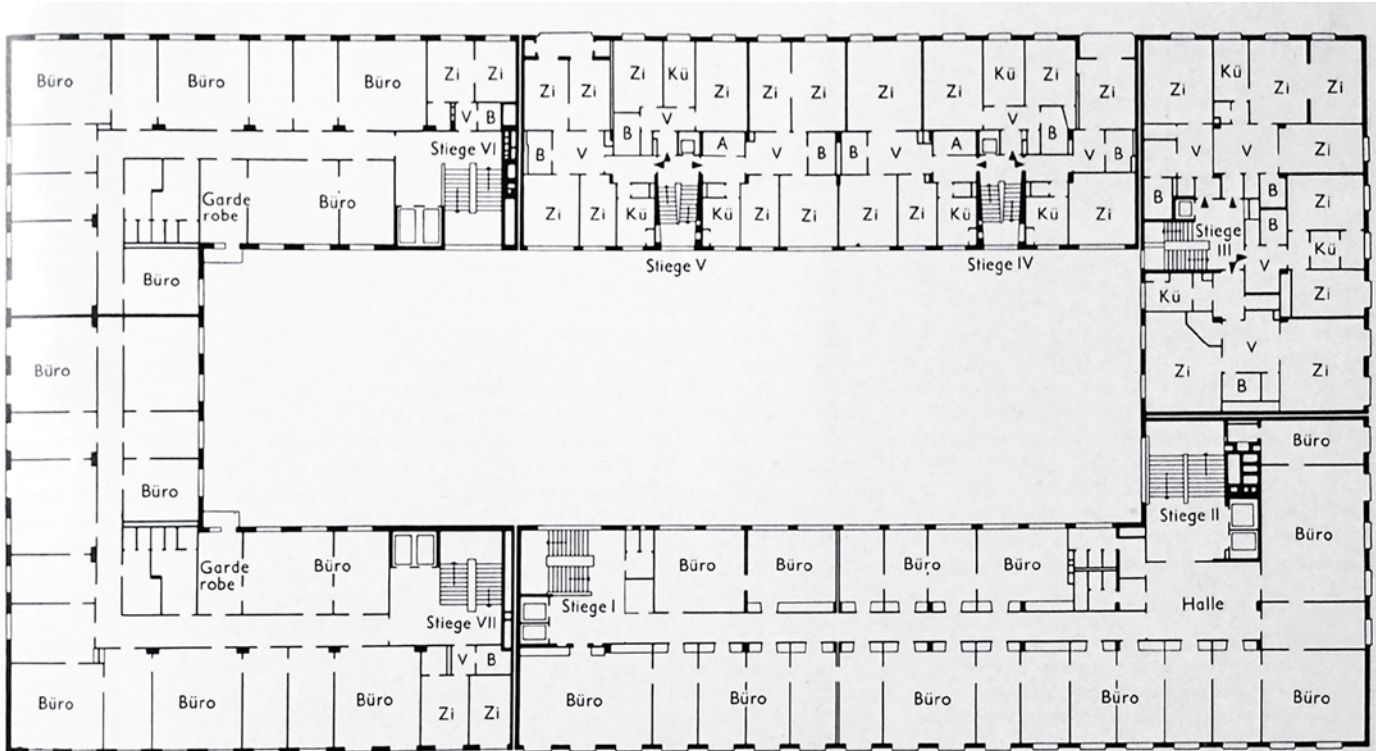 Büro
Büro
Büro
Zi
Zi
V
B
Stiege VI
Garde
robe
Büro
Büro
Büro
Büro
Zi
Zi
Zi
Kü
Zi
Zi
Zi
Zi
Zi
Kü
Zi
Zi
B
V
B
V
A
V
B
B
V
A
V
B
V
B
Zi
Zi
Kü
Kü
Zi
Zi
Zi
Zi
Kü
Kü
Zi
Stiege V
Stiege IV
Zi
Kü
Zi
Zi
V
V
Zi
B
B
Zi
Stiege
III
B
V
Kü
Kü
Zi
Zi
V
Zi
B
Garde
robe
Büro
Stiege VII
Büro
Büro
Büro
V
B
Zi
Zi
Stiege I
Büro
Büro
Büro
Büro
Stiege II
Halle
Büro
Büro
Büro
Büro
Büro
Büro